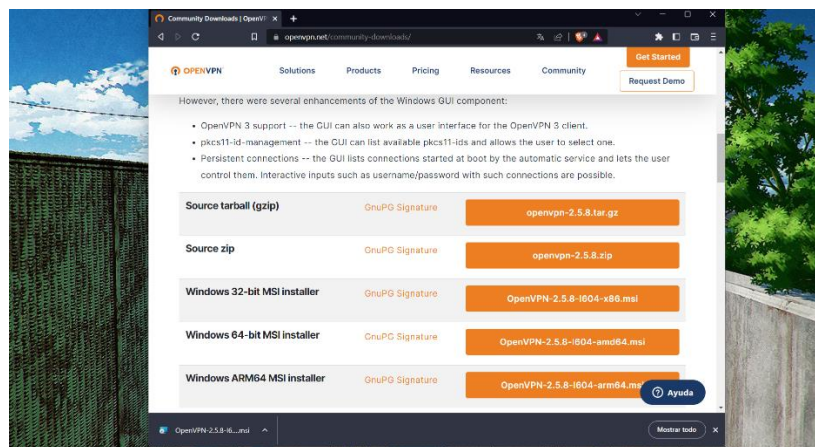 Community Downloads | OpenVP
openvpn.net/community-downloads/
OPENVPN
Solutions
Products
Pricing
Resources
Community
Get Started
Request Demo
However, there were several enhancements of the Windows GUI component:
• OpenVPN 3 support -- the GUI can also work as a user interface for the OpenVPN 3 client.
• pkcs11-id-management -- the GUI can list available pkcs11-ids and allows the user to select one.
• Persistent connections -- the GUI lists connections started at boot by the automatic service and lets the user
control them. Interactive inputs such as username/password with such connections are possible.
Source tarball (gzip) GnuPG Signature openvpn-2.5.8.tar.gz
Source zip GnuPG Signature openvpn-2.5.8.zip
Windows 32-bit MSI installer GnuPG Signature OpenVPN-2.5.8-I604-x86.msi
Windows 64-bit MSI installer GnuPG Signature OpenVPN-2.5.8-I604-amd64.msi
Windows ARM64 MSI installer GnuPG Signature OpenVPN-2.5.8-I604-arm64.ms
Ayuda
OpenVPN-2.5.8-I6....msi
Mostrar todo